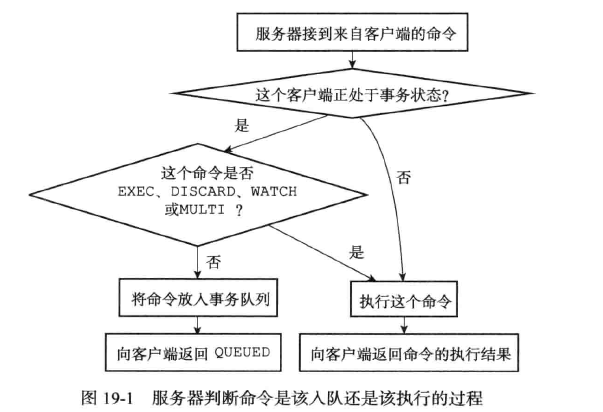 服务器接到来自客户端的命令
这个客户端正处于事务状态?
是
这个命令是否
EXEC、DISCARD、WATCH
或MULTI ?
否
是
否
将命令放入事务队列
执行这个命令
向客户端返回 QUEUED
向客户端返回命令的执行结果
图 19-1 服务器判断命令是该入队还是该执行的过程